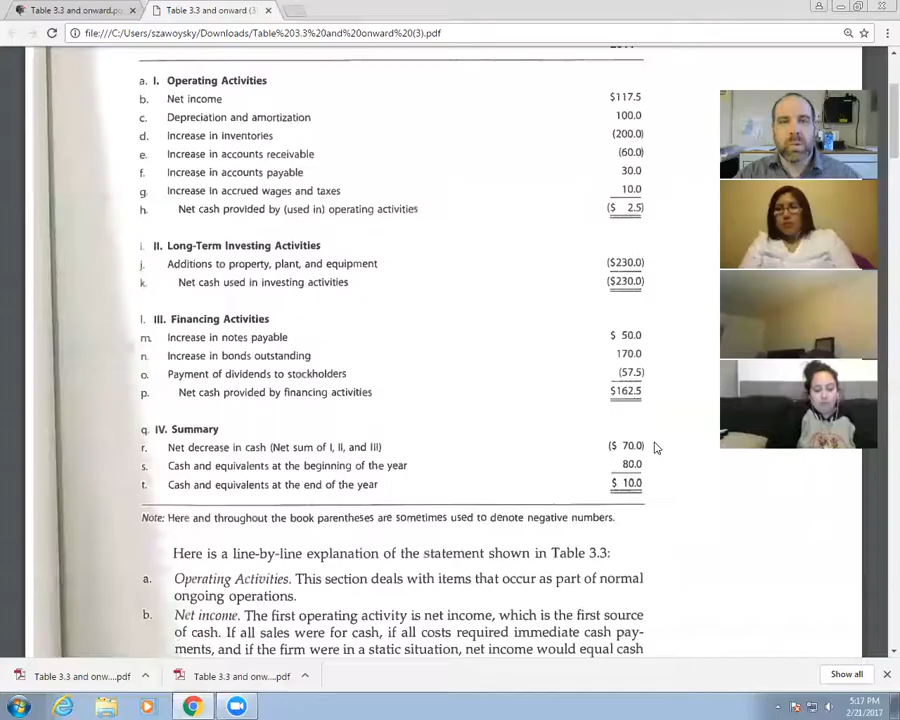 Table 3.3 and onward.po
Table 3.3 and onward (3)
file:///C:/Users/szawoysky/Downloads/Table%203.3%20and%20onward%20(3).pdf
a. I. Operating Activities
b. Net income $117.5
c. Depreciation and amortization 100.0
d. Increase in inventories (200.0)
e. Increase in accounts receivable (60.0)
f. Increase in accounts payable 30.0
g. Increase in accrued wages and taxes 10.0
h. Net cash provided by (used in) operating activities ($ 2.5)
i. II. Long-Term Investing Activities
j. Additions to property, plant, and equipment ($230.0)
k. Net cash used in investing activities ($230.0)
l. III. Financing Activities
m. Increase in notes payable $ 50.0
n. Increase in bonds outstanding 170.0
o. Payment of dividends to stockholders (57.5)
p. Net cash provided by financing activities $162.5
q. IV. Summary
r. Net decrease in cash (Net sum of I, II, and III) ($ 70.0)
s. Cash and equivalents at the beginning of the year 80.0
t. Cash and equivalents at the end of the year $ 10.0
Note: Here and throughout the book parentheses are sometimes used to denote negative numbers.
Here is a line-by-line explanation of the statement shown in Table 3.3:
a. Operating Activities. This section deals with items that occur as part of normal
ongoing operations.
b. Net income. The first operating activity is net income, which is the first source
of cash. If all sales were for cash, if all costs required immediate cash pay-
ments, and if the firm were in a static situation, net income would equal cash
Table 3.3 and onw....pdf
Table 3.3 and onw....pdf
Show all
5:17 PM
2/21/2017